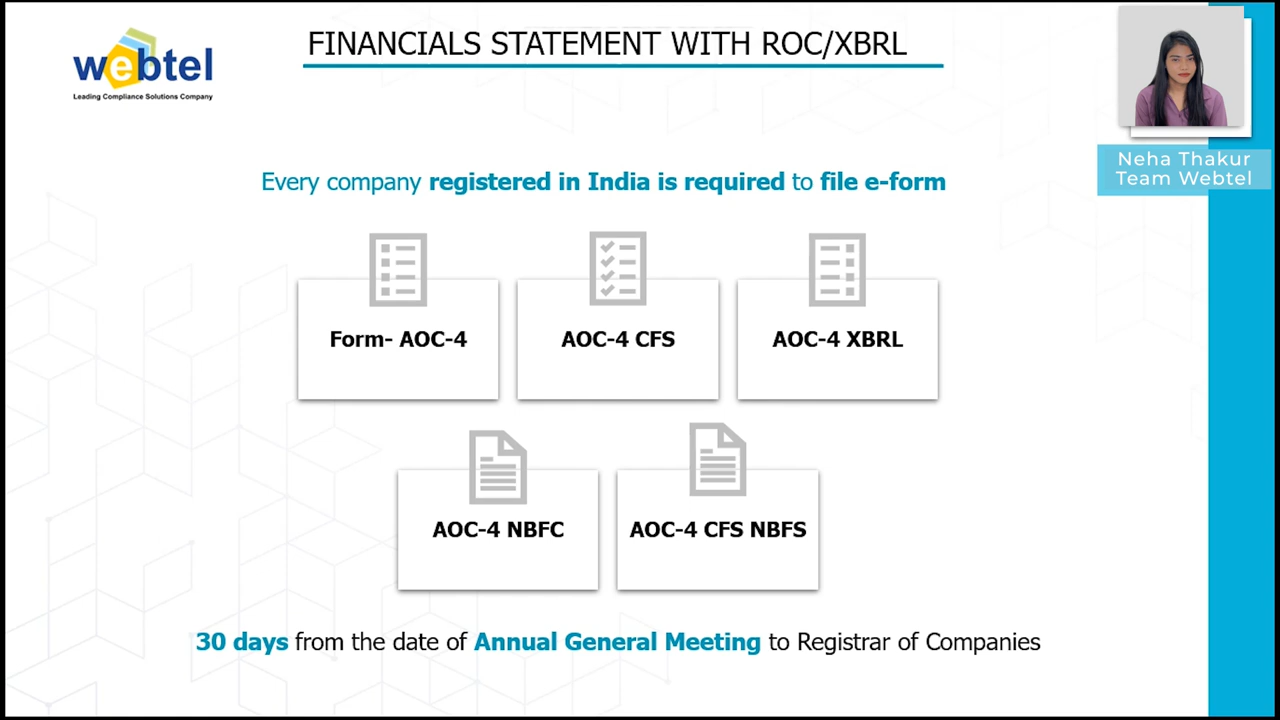 webtel
Leading Compliance Solutions Company
FINANCIALS STATEMENT WITH ROC/XBRL
Neha Thakur
Team Webtel
Every company registered in India is required to file e-form
Form- AOC-4
AOC-4 CFS
AOC-4 XBRL
AOC-4 NBFC
AOC-4 CFS NBFS
30 days from the date of Annual General Meeting to Registrar of Companies